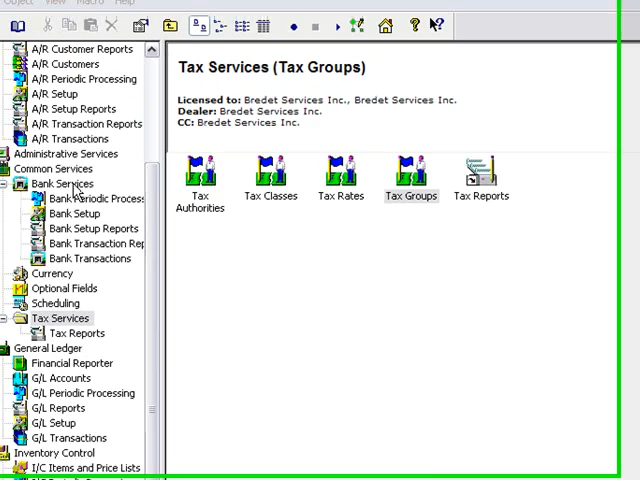 Object View Macro Help
A/R Customer Reports
A/R Customers
A/R Periodic Processing
A/R Setup
A/R Setup Reports
A/R Transaction Reports
A/R Transactions
Administrative Services
Common Services
Bank Services
Bank Periodic Process
Bank Setup
Bank Setup Reports
Bank Transaction Rep
Bank Transactions
Currency
Optional Fields
Scheduling
Tax Services
Tax Reports
General Ledger
Financial Reporter
G/L Accounts
G/L Periodic Processing
G/L Reports
G/L Setup
G/L Transactions
Inventory Control
I/C Items and Price Lists
Tax Services (Tax Groups)
Licensed to: Bredet Services Inc., Bredet Services Inc.
Dealer: Bredet Services Inc.
CC: Bredet Services Inc.
Tax Authorities
Tax Classes
Tax Rates
Tax Groups
Tax Reports